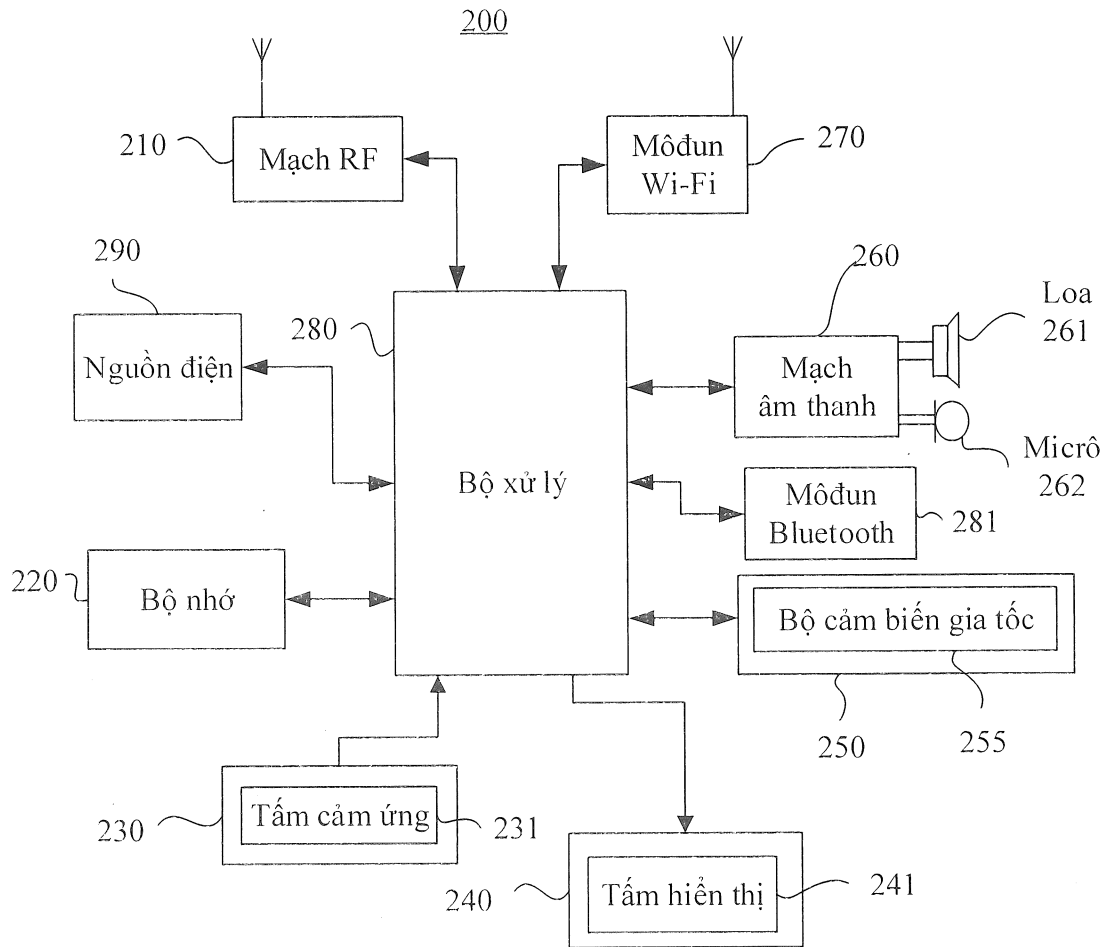 200
210
Mạch RF
Môđun
Wi-Fi
270
290
Nguồn điện
280
Bộ xử lý
260
Mạch
âm thanh
Loa
261
Micrô
262
Môđun
Bluetooth
281
220
Bộ nhớ
Bộ cảm biến gia tốc
250
255
230
Tấm cảm ứng
231
240
Tấm hiển thị
241